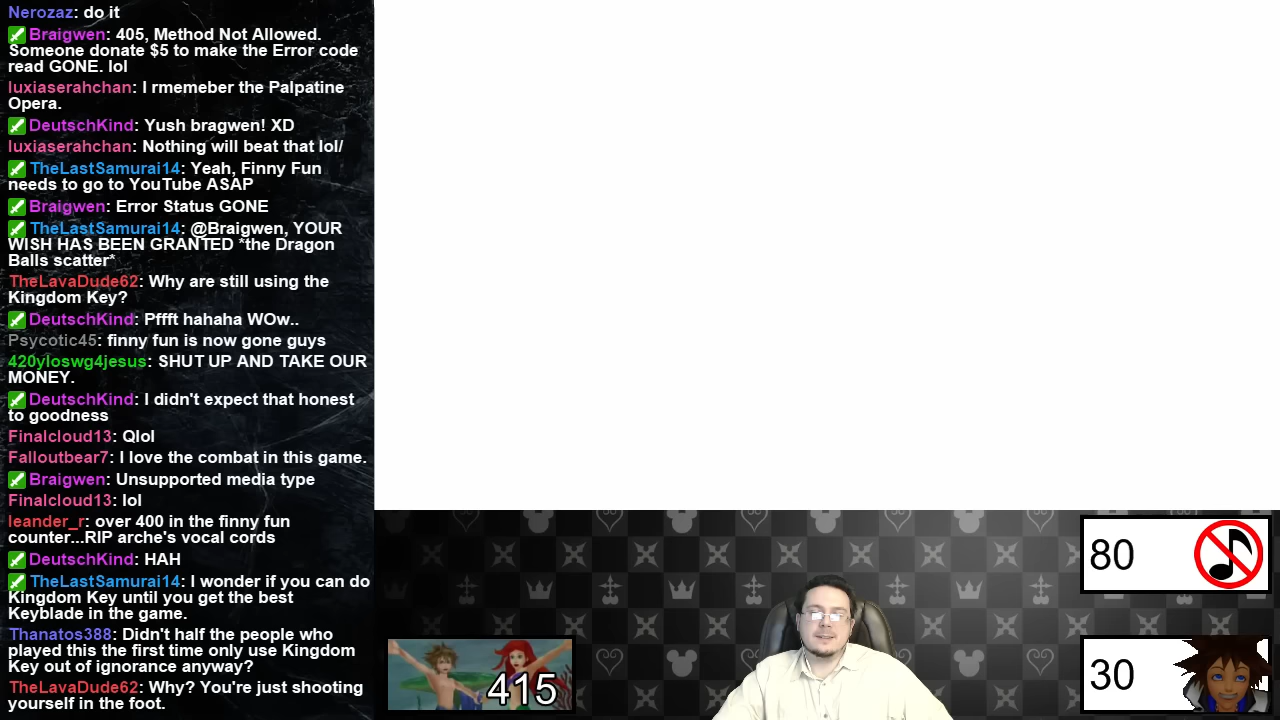 Nerozaz: do it
Braigwen: 405, Method Not Allowed.
Someone donate $5 to make the Error code
read GONE. lol
luxiaserahchan: I rmemeber the Palpatine
Opera.
DeutschKind: Yush bragwen! XD
luxiaserahchan: Nothing will beat that lol/
TheLastSamurai14: Yeah, Finny Fun
needs to go to YouTube ASAP
Braigwen: Error Status GONE
TheLastSamurai14: @Braigwen, YOUR
WISH HAS BEEN GRANTED *the Dragon
Balls scatter*
TheLavaDude62: Why are still using the
Kingdom Key?
DeutschKind: Pffft hahaha WOw..
Psycotic45: finny fun is now gone guys
420yloswg4jesus: SHUT UP AND TAKE OUR
MONEY.
DeutschKind: I didn't expect that honest
to goodness
Finalcloud13: Qlol
Falloutbear7: I love the combat in this game.
Braigwen: Unsupported media type
Finalcloud13: lol
leander_r: over 400 in the finny fun
counter...RIP arche's vocal cords
DeutschKind: HAH
TheLastSamurai14: I wonder if you can do
Kingdom Key until you get the best
Keyblade in the game.
Thanatos388: Didn't half the people who
played this the first time only use Kingdom
Key out of ignorance anyway?
TheLavaDude62: Why? You're just shooting
yourself in the foot.
80
415
30